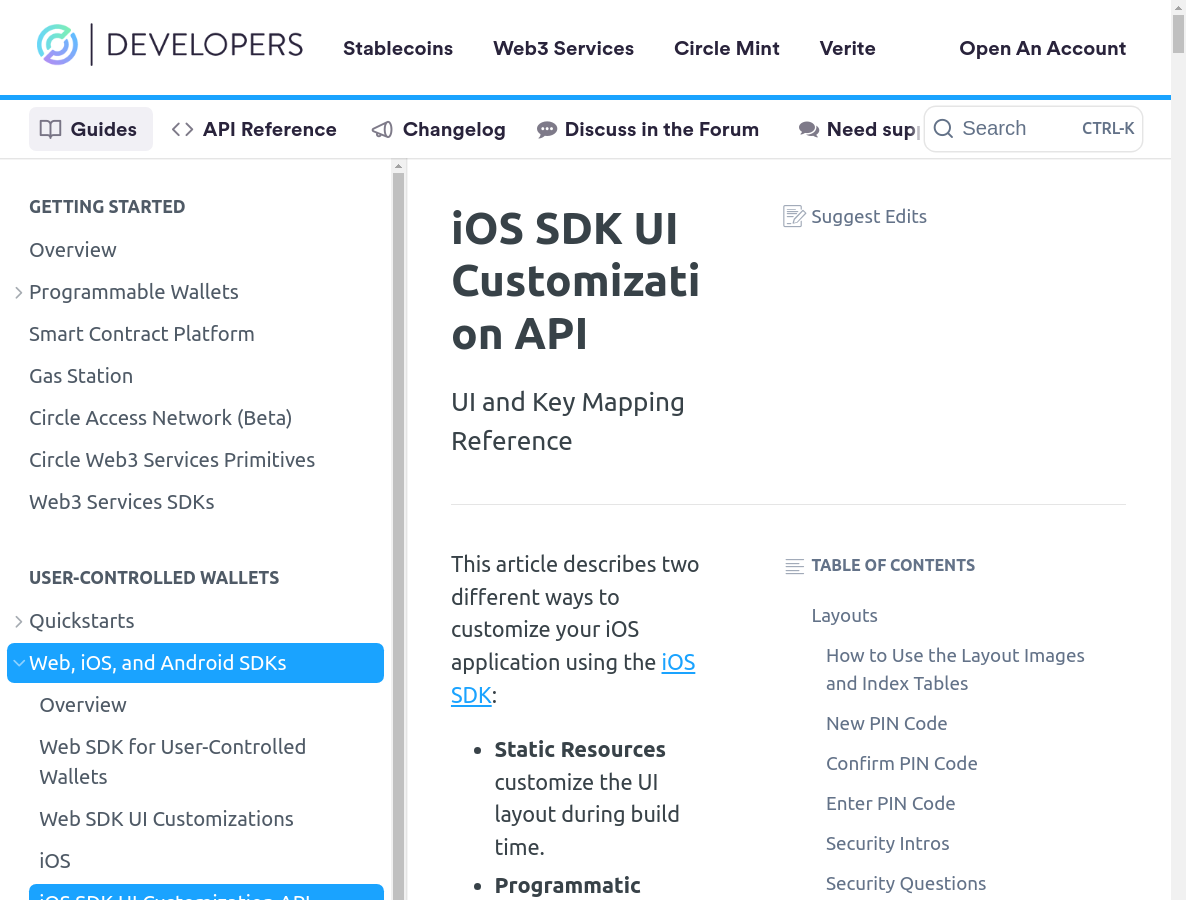 DEVELOPERS
Stablecoins
Web3 Services
Circle Mint
Verite
Open An Account
Guides
API Reference
Changelog
Discuss in the Forum
Need sup
Search
CTRL-K
GETTING STARTED
Overview
Programmable Wallets
Smart Contract Platform
Gas Station
Circle Access Network (Beta)
Circle Web3 Services Primitives
Web3 Services SDKs
USER-CONTROLLED WALLETS
Quickstarts
Web, iOS, and Android SDKs
Overview
Web SDK for User-Controlled
Wallets
Web SDK UI Customizations
iOS
iOS SDK UI Customization API
iOS SDK UI
Customizati
on API
UI and Key Mapping
Reference
Suggest Edits
This article describes two
different ways to
customize your iOS
application using the iOS
SDK:
• Static Resources
customize the UI
layout during build
time.
• Programmatic
TABLE OF CONTENTS
Layouts
How to Use the Layout Images
and Index Tables
New PIN Code
Confirm PIN Code
Enter PIN Code
Security Intros
Security Questions